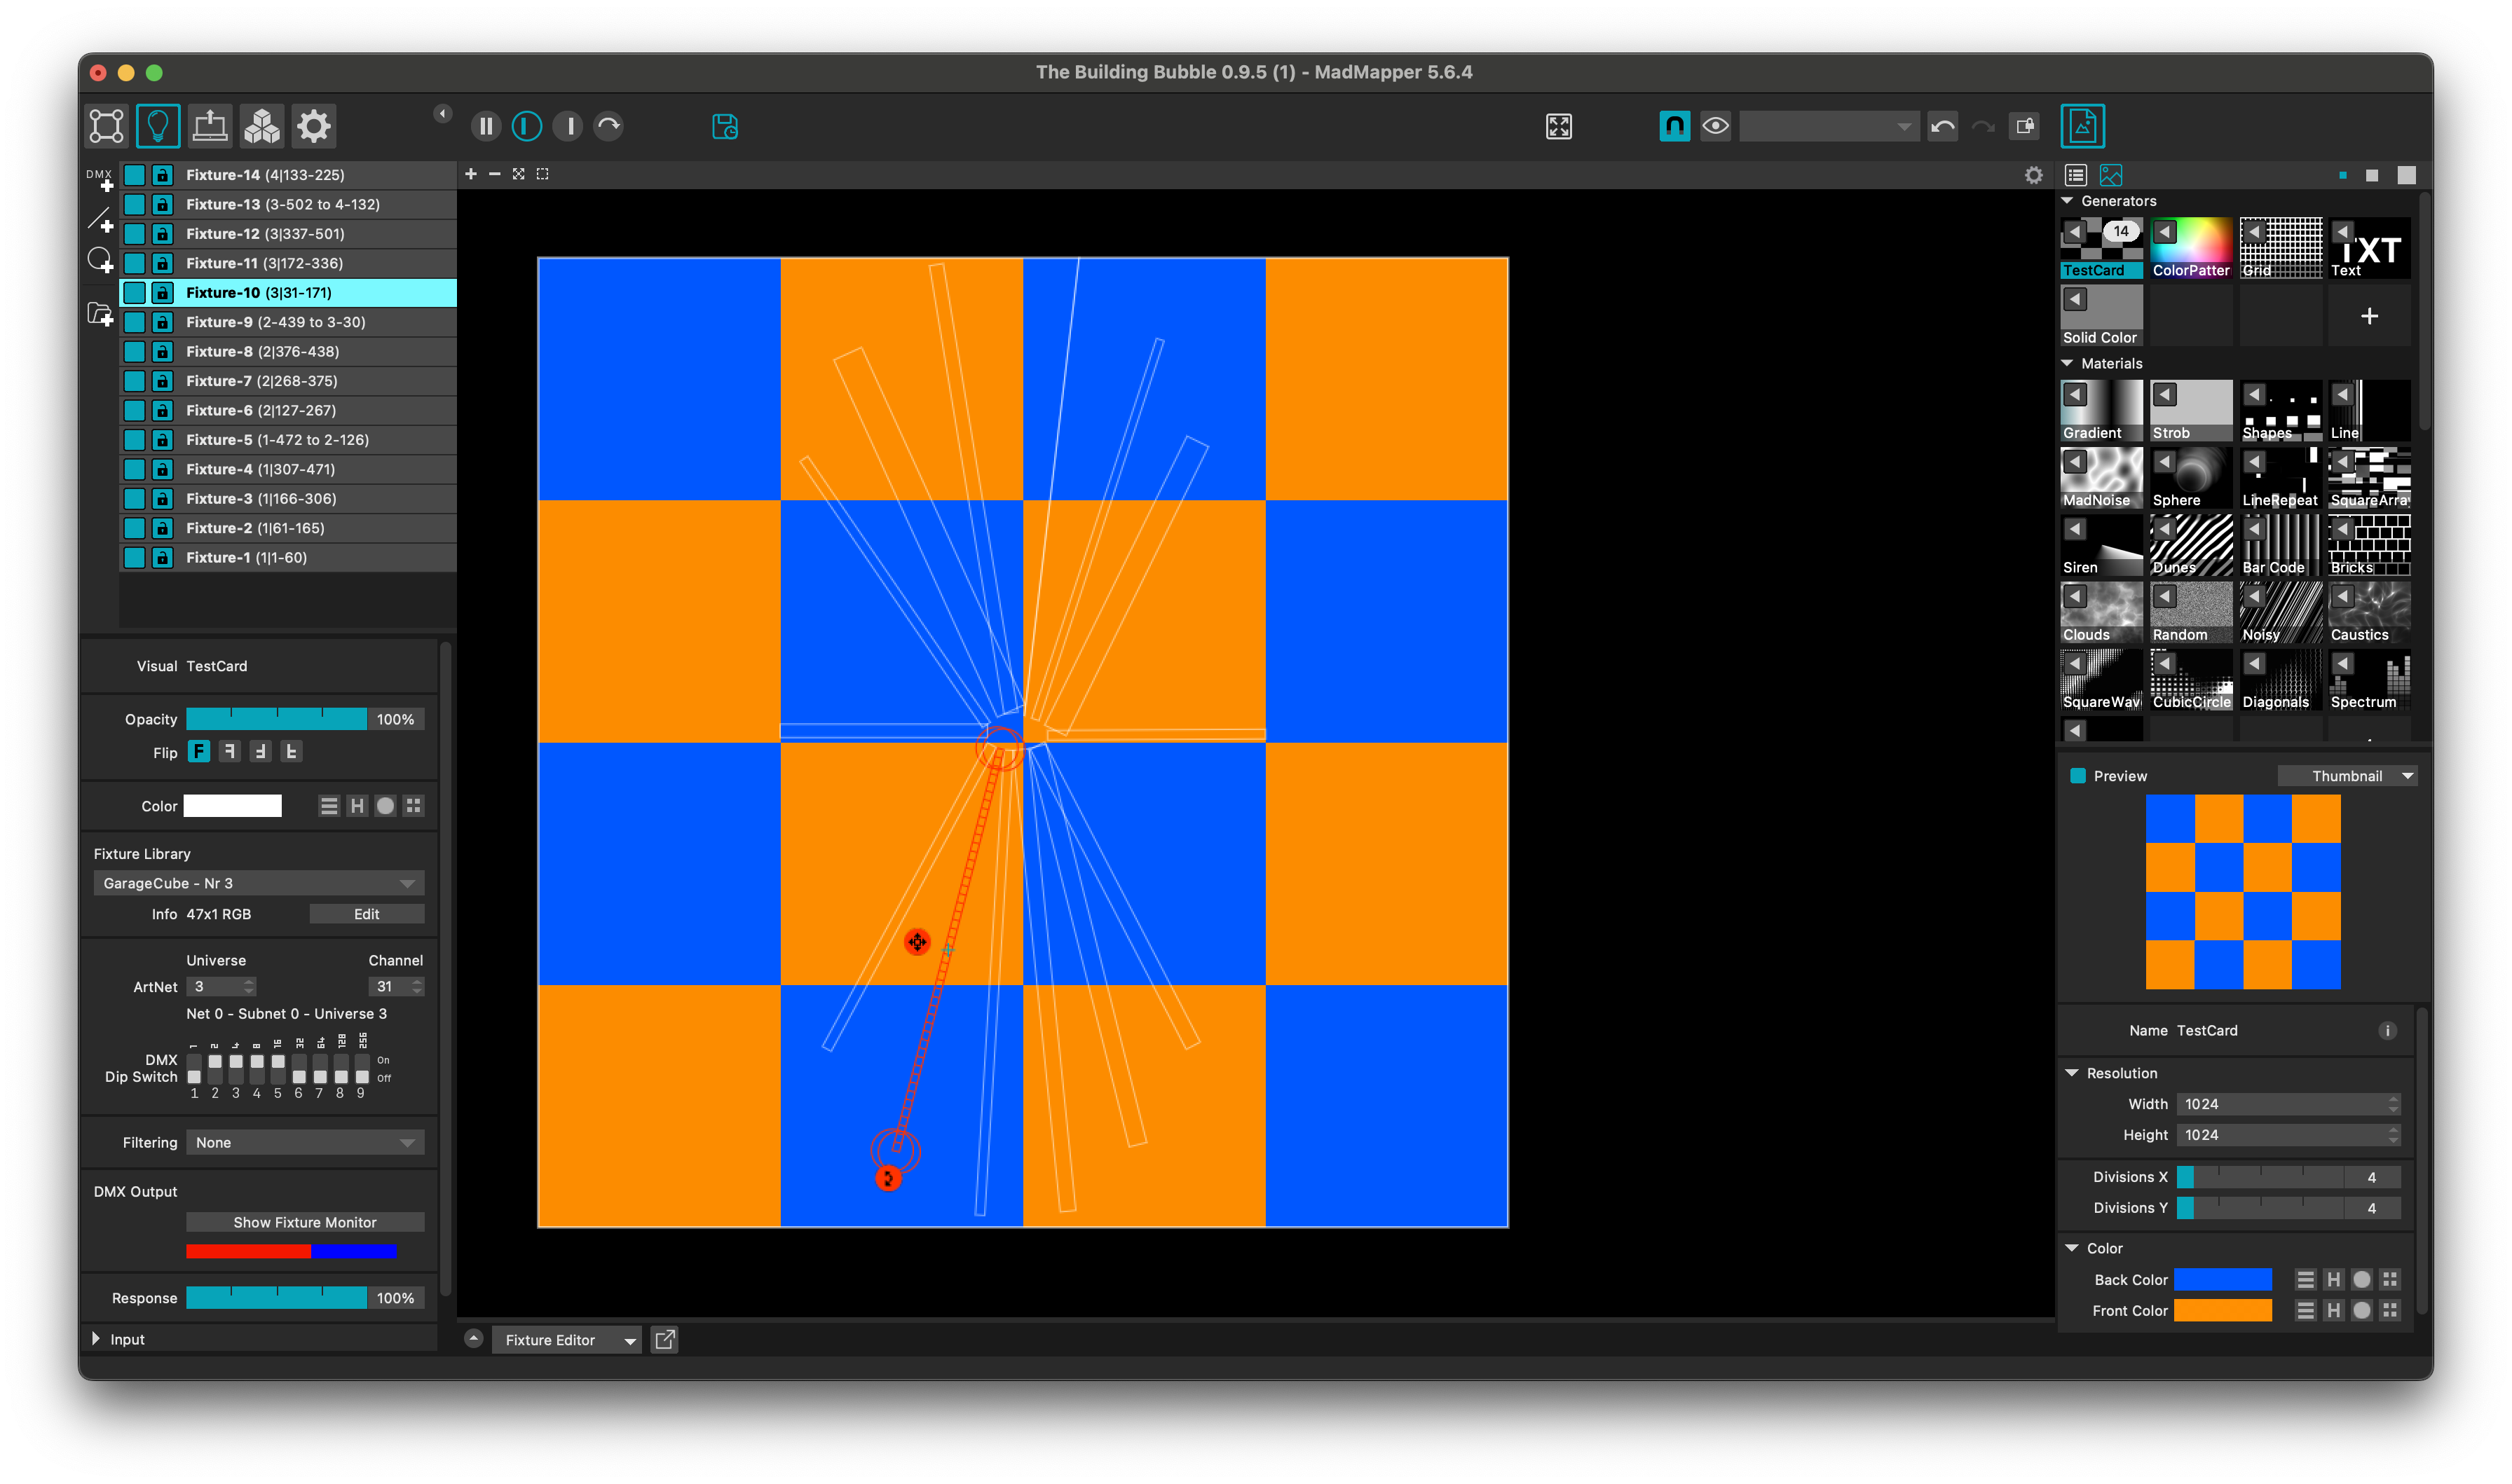 The Building Bubble 0.9.5 (1) - MadMapper 5.6.4
DMX
Fixture-14 (4|133-225)
Fixture-13 (3-502 to 4-132)
Fixture-12 (3|337-501)
Fixture-11 (3|172-336)
Fixture-10 (3|31-171)
Fixture-9 (2-439 to 3-30)
Fixture-8 (2|376-438)
Fixture-7 (2|268-375)
Fixture-6 (2|127-267)
Fixture-5 (1-472 to 2-126)
Fixture-4 (1|307-471)
Fixture-3 (1|166-306)
Fixture-2 (1|61-165)
Fixture-1 (1|1-60)
Visual TestCard
Opacity 100%
Flip F
Color H
Fixture Library
GarageCube - Nr 3
Info 47x1 RGB Edit
Universe Channel
ArtNet 3 31
Net 0 - Subnet 0 - Universe 3
1 2 4 8 16 32 64 128 256
DMX On
Dip Switch Off
1 2 3 4 5 6 7 8 9
Filtering None
DMX Output
Show Fixture Monitor
Response 100%
Input
Fixture Editor
Generators
14 TXT
TestCard ColorPatter Grid Text
Solid Color
Materials
Gradient Strob Shapes Line
MadNoise Sphere LineRepeat SquareArra
Siren Dunes Bar Code Bricks
Clouds Random Noisy Caustics
SquareWav CubicCircle Diagonals Spectrum
Preview Thumbnail
Name TestCard i
Resolution
Width 1024
Height 1024
Divisions X 4
Divisions Y 4
Color
Back Color H
Front Color H